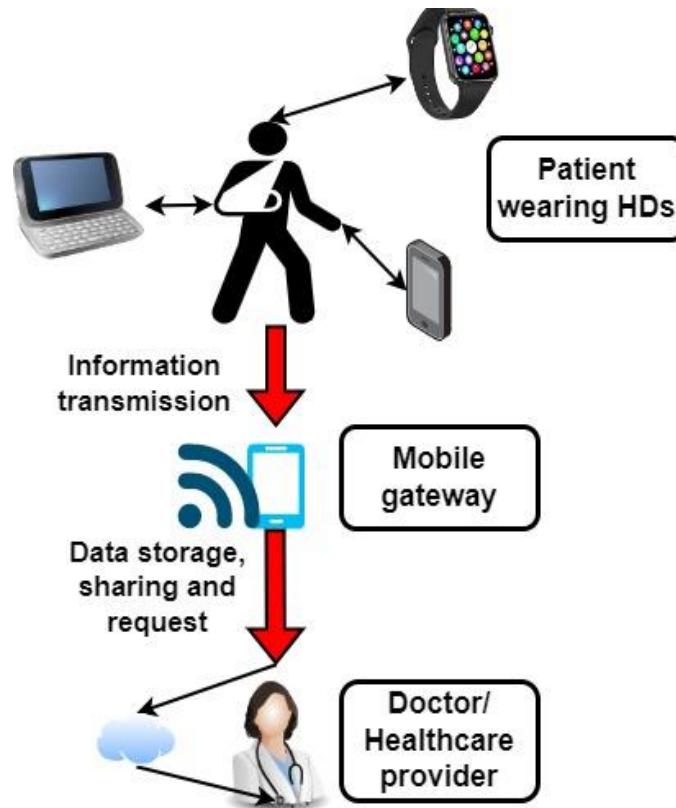 Patient
wearing HDs
Information
transmission
Mobile
gateway
Data storage,
sharing and
request
Doctor/
Healthcare
provider